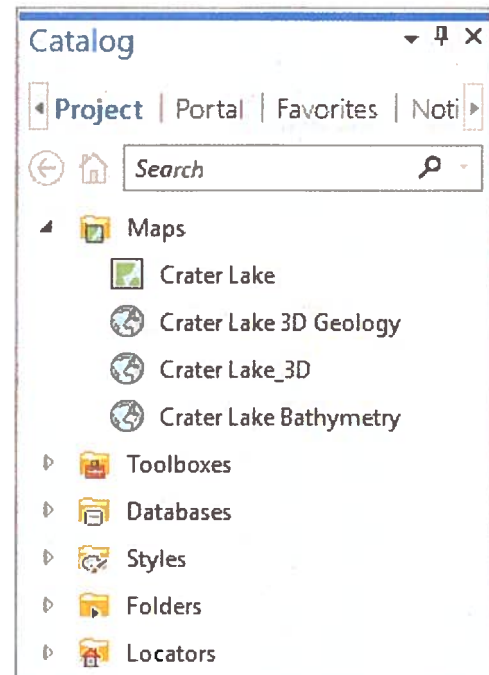 Catalog
Project | Portal | Favorites | Noti
Search
Maps
Crater Lake
Crater Lake 3D Geology
Crater Lake_3D
Crater Lake Bathymetry
Toolboxes
Databases
Styles
Folders
Locators